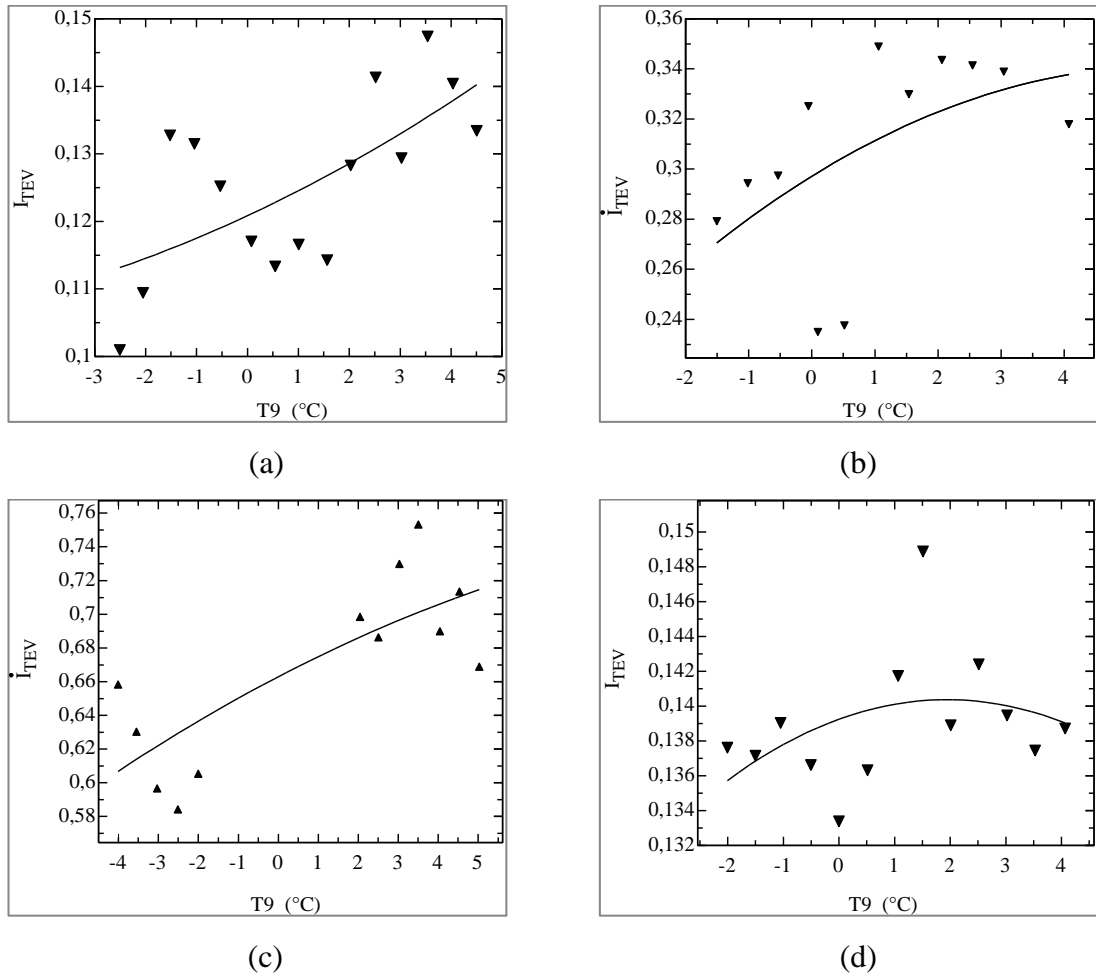 0,15
0,14
0,13
0,12
0,11
0,1
I_TEV
-3 -2 -1 0 1 2 3 4 5
T9 (°C)
(a)
0,36
0,34
0,32
0,3
0,28
0,26
0,24
İ_TEV
-2 -1 0 1 2 3 4
T9 (°C)
(b)
0,76
0,74
0,72
0,7
0,68
0,66
0,64
0,62
0,6
0,58
İ_TEV
-4 -3 -2 -1 0 1 2 3 4 5
T9 (°C)
(c)
0,15
0,148
0,146
0,144
0,142
0,14
0,138
0,136
0,134
0,132
I_TEV
-2 -1 0 1 2 3 4
T9 (°C)
(d)